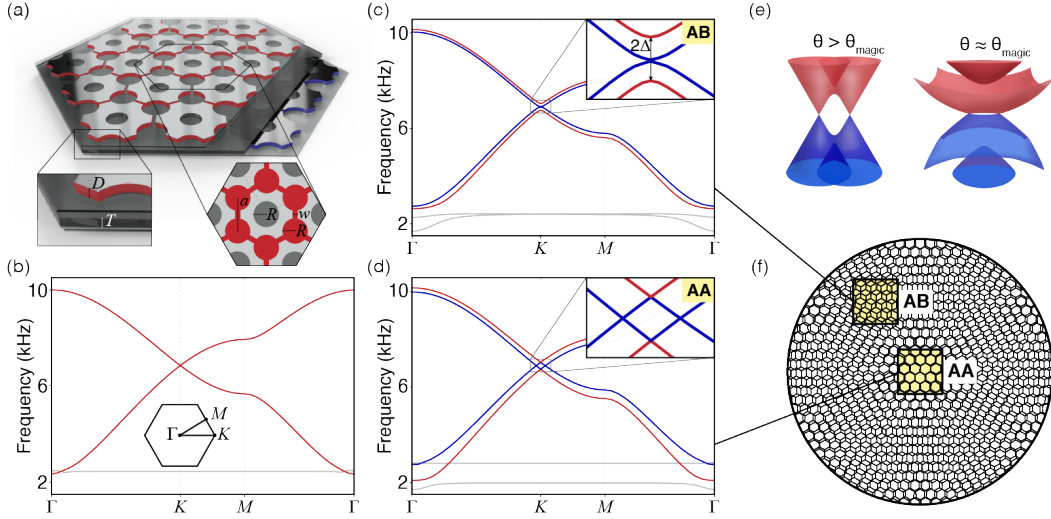 (a)
D
T
a
R
w
R
(b)
Frequency (kHz)
10
6
2
Γ
K
M
Γ
M
Γ
K
(c)
Frequency (kHz)
10
6
2
Γ
K
M
Γ
2Δ
AB
(d)
Frequency (kHz)
10
6
2
Γ
K
M
Γ
AA
(e)
θ > θmagic
θ ≈ θmagic
(f)
AB
AA